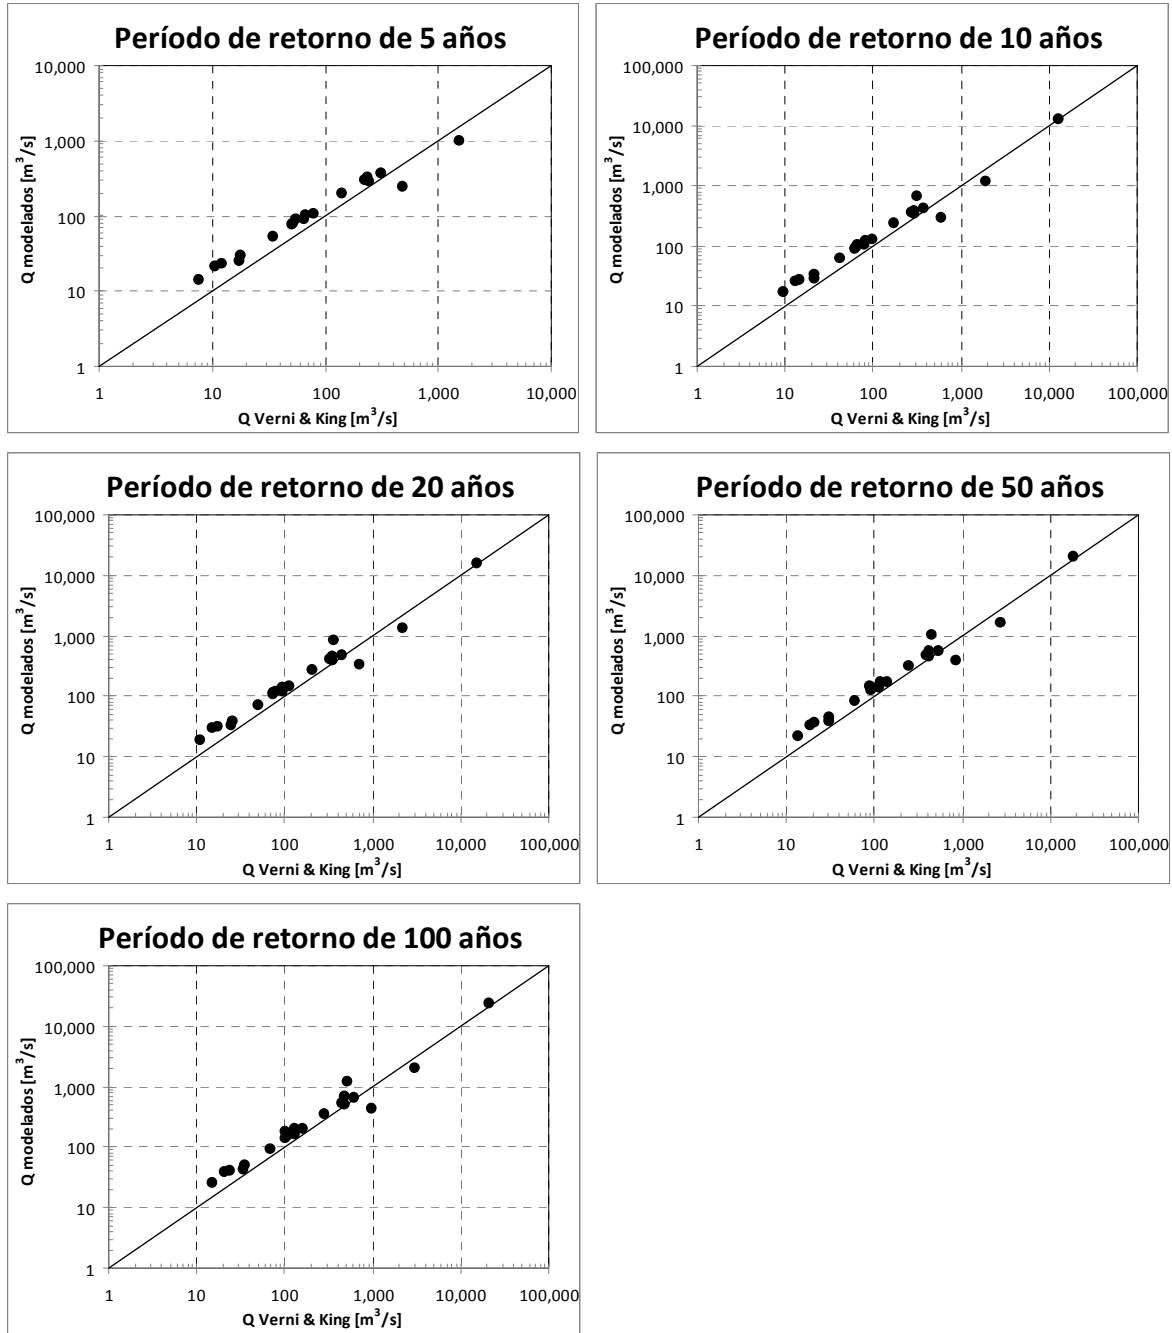 Período de retorno de 5 años
10,000
1,000
100
10
1
Q modelados [m³/s]
1 10 100 1,000 10,000
Q Verni & King [m³/s]
Período de retorno de 10 años
100,000
10,000
1,000
100
10
1
Q modelados [m³/s]
1 10 100 1,000 10,000 100,000
Q Verni & King [m³/s]
Período de retorno de 20 años
100,000
10,000
1,000
100
10
1
Q modelados [m³/s]
1 10 100 1,000 10,000 100,000
Q Verni & King [m³/s]
Período de retorno de 50 años
100,000
10,000
1,000
100
10
1
Q modelados [m³/s]
1 10 100 1,000 10,000 100,000
Q Verni & King [m³/s]
Período de retorno de 100 años
100,000
10,000
1,000
100
10
1
Q modelados [m³/s]
1 10 100 1,000 10,000 100,000
Q Verni & King [m³/s]